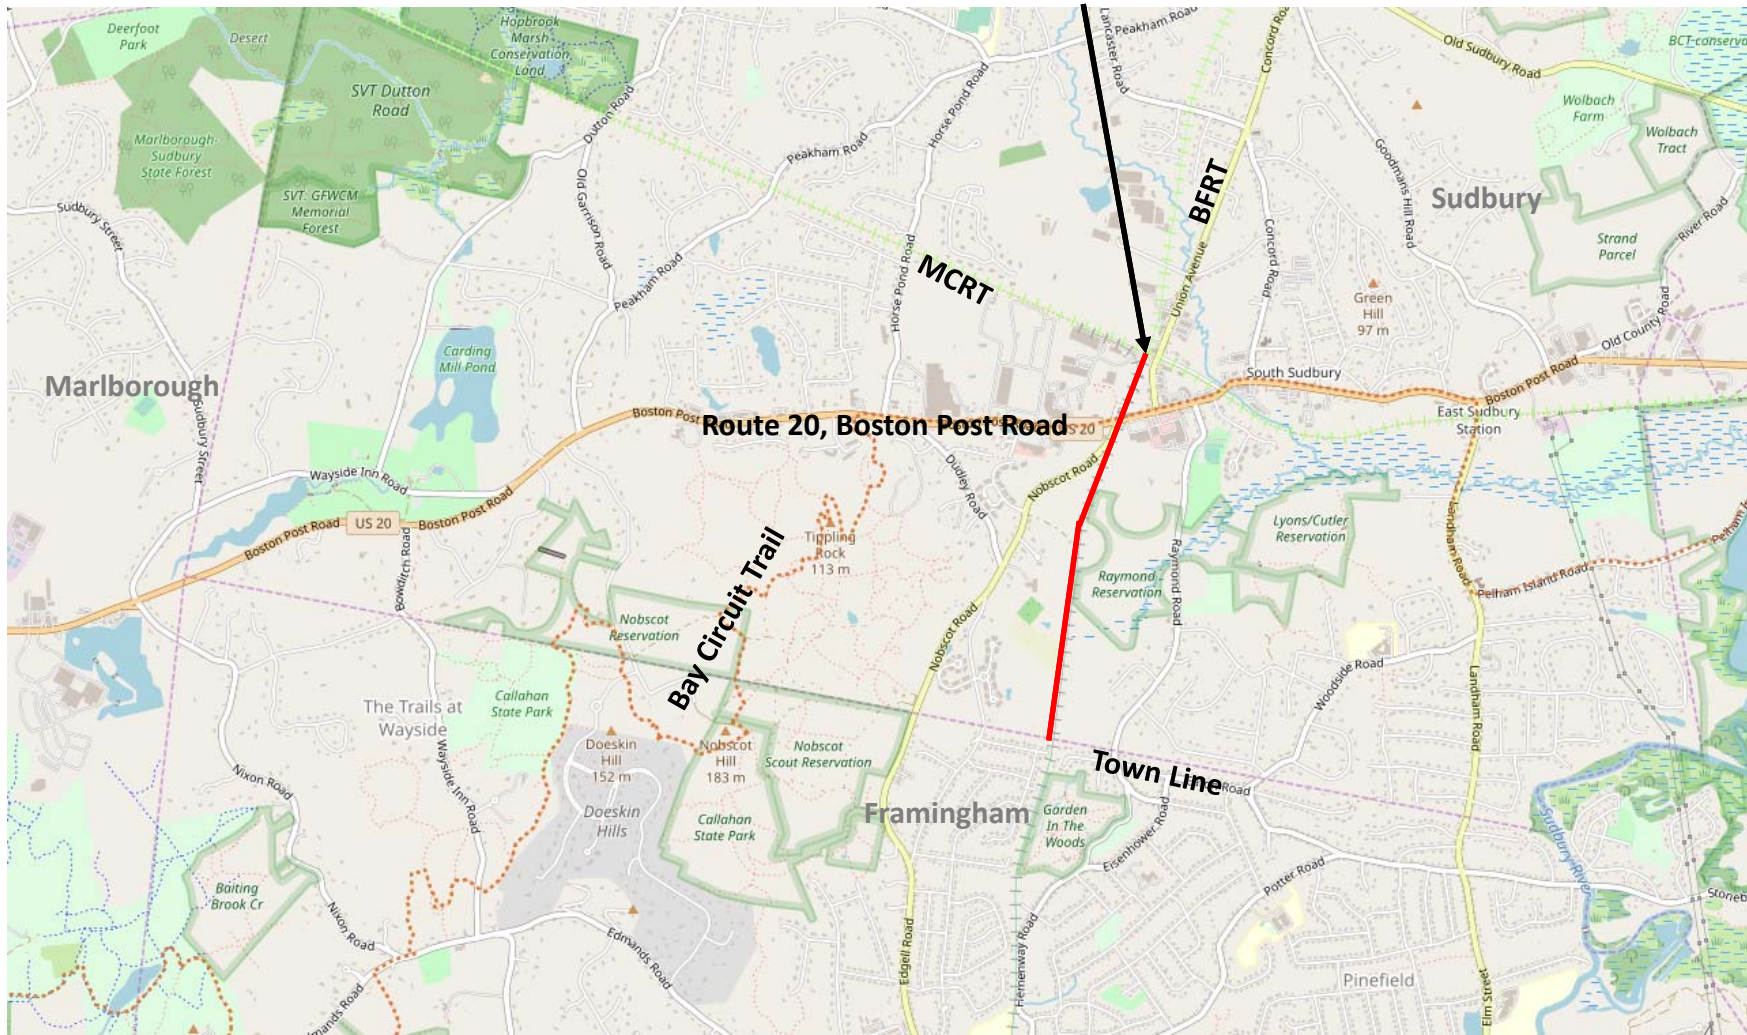 Deerfoot
Park
Desert
Hopbrook
Marsh
Conservation
Land
SVT Dutton
Road
Marlborough-
Sudbury
State Forest
SVT: GFWCM
Memorial
Forest
Dutton Road
Old Garrison Road
Peakham Road
Peakham Road
Peakham Road
Horse Pond Road
Horse Pond Road
Lancaster Road
Concord Roa
Old Sudbury Road
BCT-conserva
Wolbach
Farm
Wolbach
Tract
Goodmans Hill Road
Sudbury
Strand
Parcel
River Road
Road
Old County Road
Sudbury Street
Sudbury Street
MCRT
BFRT
Union Avenue
Concord Road
Green
Hill
97 m
Carding
Mill Pond
Marlborough
South Sudbury
Boston Post Road
East Sudbury
Station
Boston Post
Route 20, Boston Post Road
US 20
Wayside Inn Road
Boston Post Road
US 20
Boston Post Road
Bowditch Road
Dudley Road
Nobscot Road
Tippling
Rock
113 m
Bay Circuit Trail
Lyons/Cutler
Reservation
Raymond
Reservation
Raymond Road
Landham Road
Pelham Island Road
Pelham I
Nobscot
Reservation
Nobscot Road
Woodside Road
Landham Road
Callahan
State Park
The Trails at
Wayside
Wayside Inn Road
Doeskin
Hill
152 m
Nobscot
Hill
183 m
Nobscot
Scout Reservation
Town Line
Road
Nixon Road
Doeskin
Hills
Callahan
State Park
Framingham
Garden
In The
Woods
Eisenhower Road
Potter Road
Sudbury River
Stoneb
Baiting
Brook Cr
Nixon Road
Edmands Road
Edgell Road
Hemenway Road
Pinefield
Elm Street
mands Road